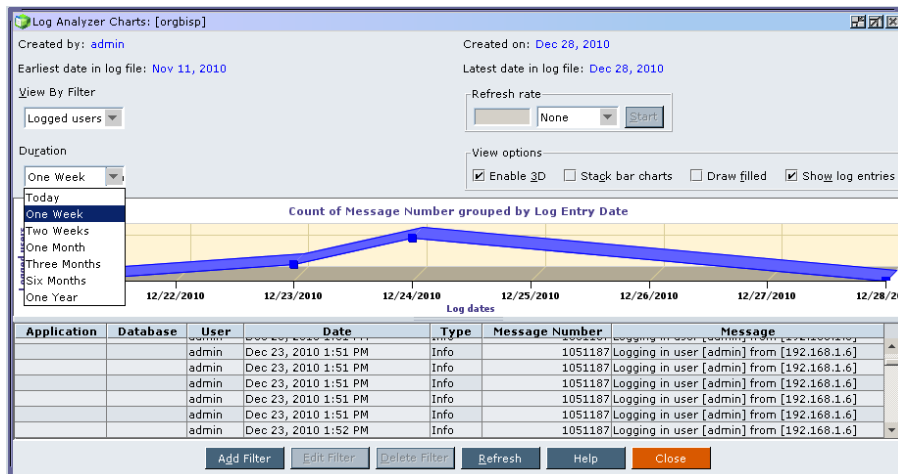 Log Analyzer Charts: [orgbisp]
Created by: admin
Created on: Dec 28, 2010
Earliest date in log file: Nov 11, 2010
Latest date in log file: Dec 28, 2010
View By Filter
Refresh rate
Logged users
None
Start
Duration
View options
One Week
Enable 3D
Stack bar charts
Draw filled
Show log entries
Today
One Week
Two Weeks
One Month
Three Months
Six Months
One Year
Count of Message Number grouped by Log Entry Date
12/22/2010 12/23/2010 12/24/2010 12/25/2010 12/26/2010 12/27/2010
Log dates
Application Database User Date Type Message Number Message
admin Dec 23, 2010 1:51 PM Info 1051187 Logging in user [admin] from [192.168.1.6]
admin Dec 23, 2010 1:51 PM Info 1051187 Logging in user [admin] from [192.168.1.6]
admin Dec 23, 2010 1:51 PM Info 1051187 Logging in user [admin] from [192.168.1.6]
admin Dec 23, 2010 1:51 PM Info 1051187 Logging in user [admin] from [192.168.1.6]
admin Dec 23, 2010 1:51 PM Info 1051187 Logging in user [admin] from [192.168.1.6]
admin Dec 23, 2010 1:52 PM Info 1051187 Logging in user [admin] from [192.168.1.6]
Add Filter Edit Filter Delete Filter Refresh Help Close